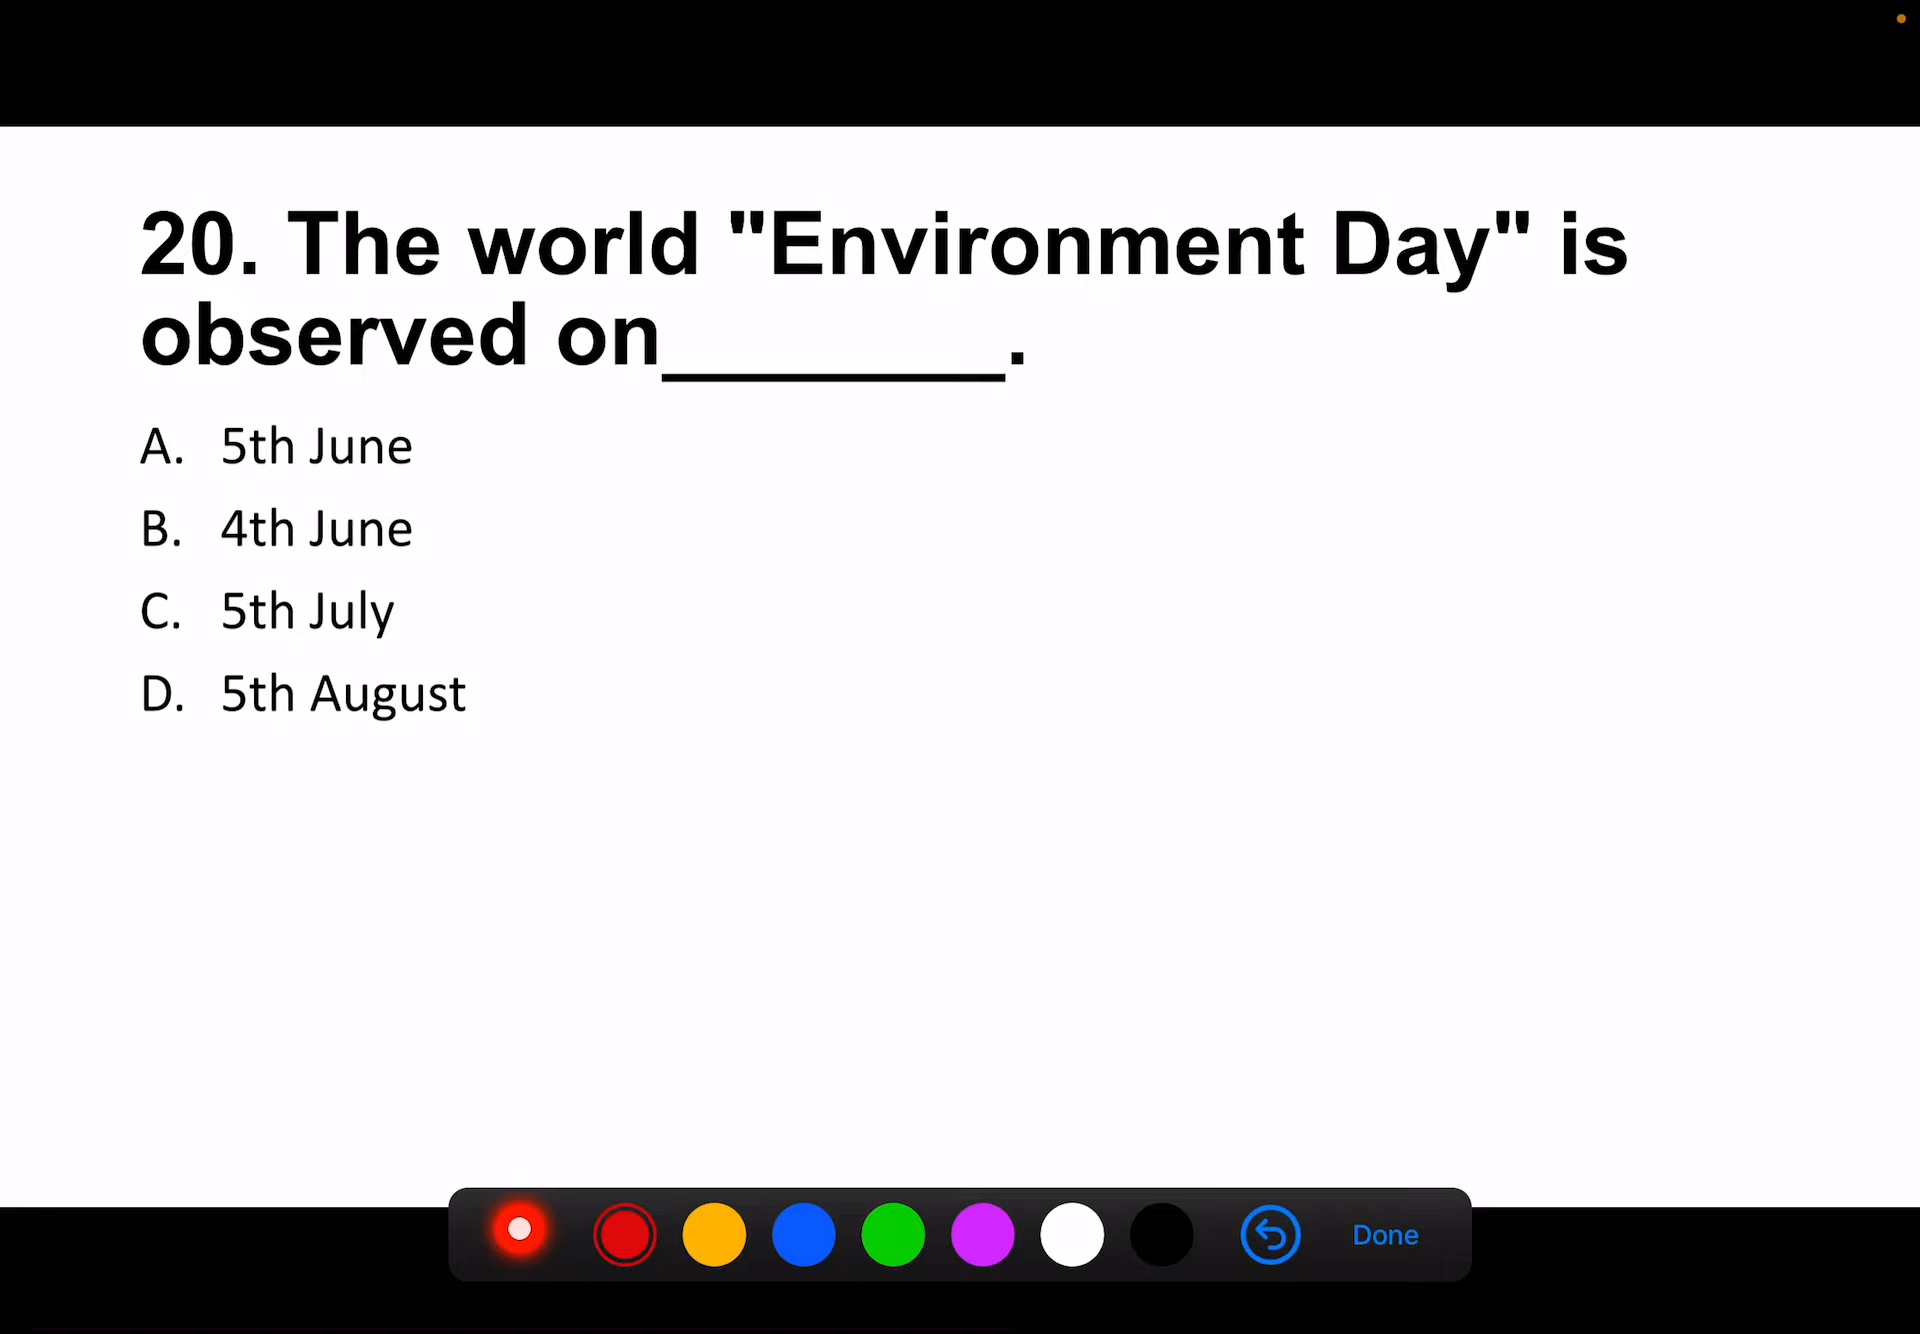 20. The world "Environment Day" is
observed on________.
A. 5th June
B. 4th June
C. 5th July
D. 5th August
Done